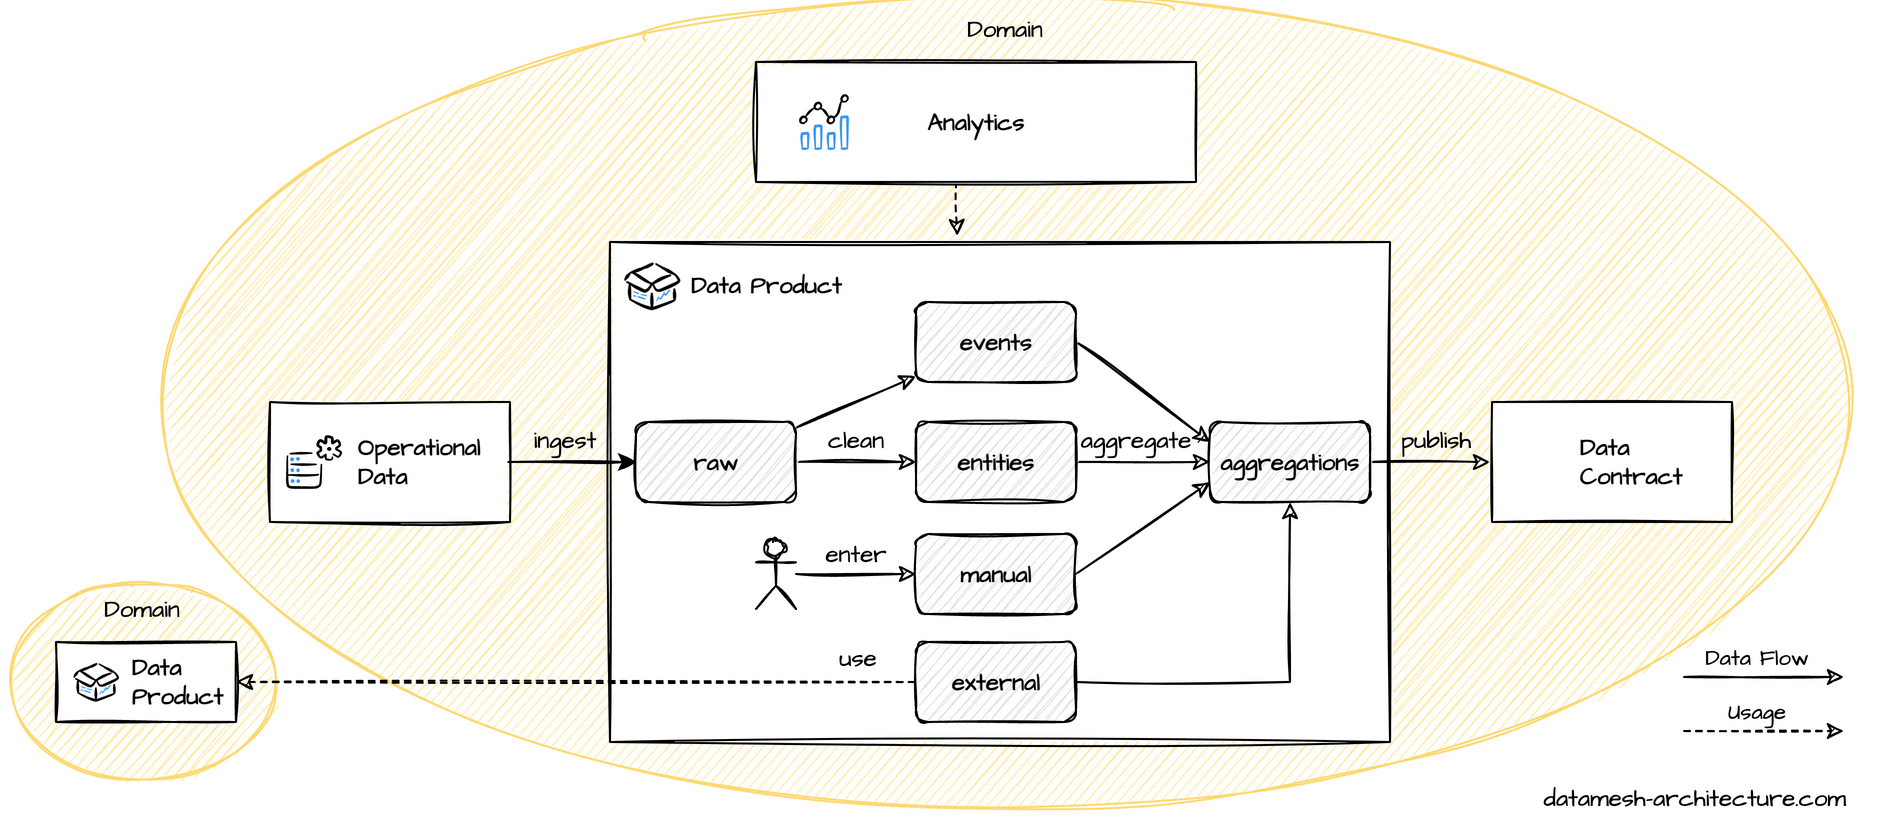 Domain
Analytics
Data Product
events
Operational
Data
ingest
raw
clean
entities
aggregate
aggregations
publish
Data
Contract
enter
manual
use
external
Domain
Data
Product
Data Flow
Usage
datamesh-architecture.com